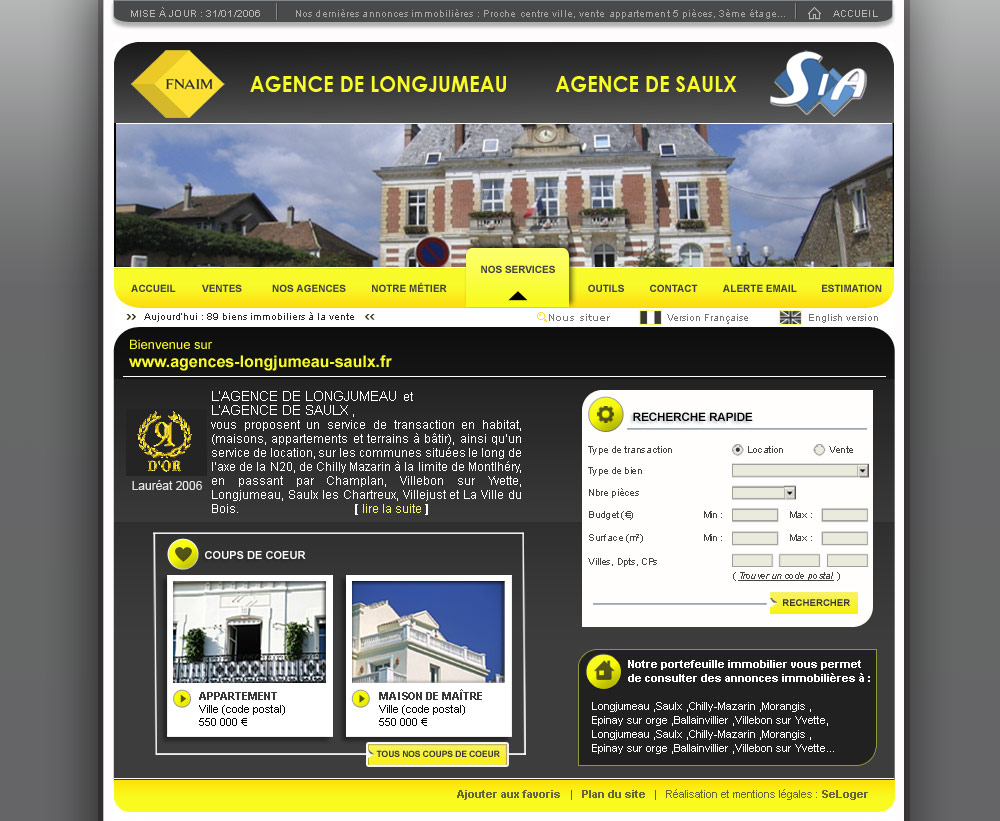 MISE À JOUR : 31/01/2006
Nos dernières annonces immobilières : Proche centre ville, vente appartement 5 pièces, 3ème étage...
ACCUEIL
FNAIM
AGENCE DE LONGJUMEAU
AGENCE DE SAULX
SIA
ACCUEIL
VENTES
NOS AGENCES
NOTRE MÉTIER
NOS SERVICES
OUTILS
CONTACT
ALERTE EMAIL
ESTIMATION
Aujourd'hui : 89 biens immobiliers à la vente
Nous situer
Version Française
English version
Bienvenue sur
www.agences-longjumeau-saulx.fr
D'OR
Lauréat 2006
L'AGENCE DE LONGJUMEAU et
L'AGENCE DE SAULX ,
vous proposent un service de transaction en habitat,
(maisons, appartements et terrains à bâtir), ainsi qu'un
service de location, sur les communes situées le long de
l'axe de la N20, de Chilly Mazarin à la limite de Montlhéry,
en passant par Champlan, Villebon sur Yvette,
Longjumeau, Saulx les Chartreux, Villejust et La Ville du
Bois. [ lire la suite ]
COUPS DE COEUR
APPARTEMENT
Ville (code postal)
550 000 €
MAISON DE MAÎTRE
Ville (code postal)
550 000 €
TOUS NOS COUPS DE COEUR
RECHERCHE RAPIDE
Type de transaction Location Vente
Type de bien
Nbre pièces
Budget (€) Min : Max :
Surface (m²) Min : Max :
Villes, Dpts, CPs
( Trouver un code postal )
RECHERCHER
Notre portefeuille immobilier vous permet
de consulter des annonces immobilières à :
Longjumeau ,Saulx ,Chilly-Mazarin ,Morangis ,
Epinay sur orge ,Ballainvillier ,Villebon sur Yvette,
Longjumeau ,Saulx ,Chilly-Mazarin ,Morangis ,
Epinay sur orge ,Ballainvillier ,Villebon sur Yvette...
Ajouter aux favoris | Plan du site | Réalisation et mentions légales : SeLoger